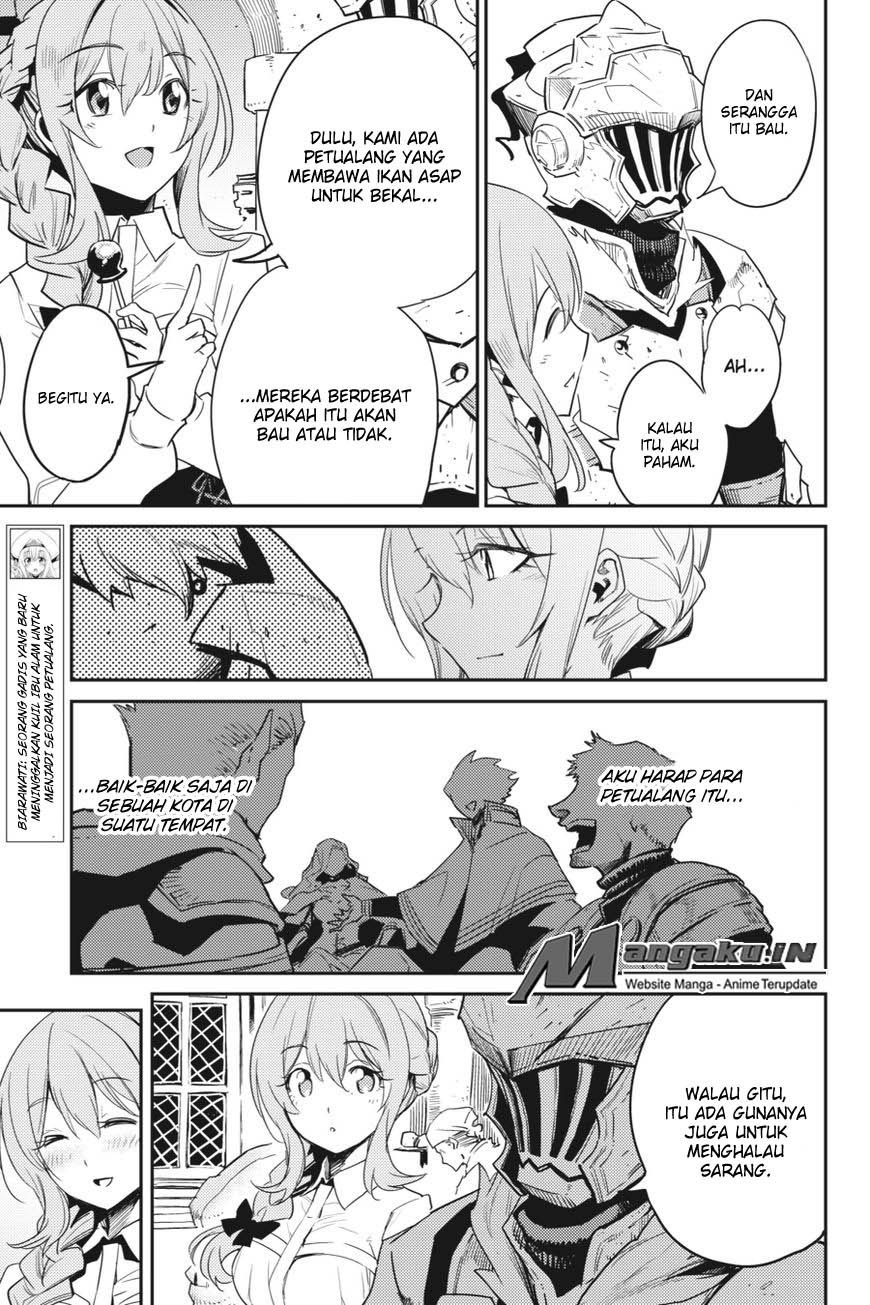 DAN
SERANGGA
ITU BAU.
AH...
KALAU
ITU, AKU
PAHAM.
DULU, KAMI ADA
PETUALANG YANG
MEMBAWA IKAN ASAP
UNTUK BEKAL...
...MEREKA BERDEBAT
APAKAH ITU AKAN
BAU ATAU TIDAK.
BEGITU YA.
BIARAWATI: SEORANG GADIS YANG BARU
MENINGGALKAN KUIL IBU ALAM UNTUK
MENJADI SEORANG PETUALANG.
AKU HARAP PARA
PETUALANG ITU...
...BAIK-BAIK SAJA DI
SEBUAH KOTA DI
SUATU TEMPAT.
Mangaku.in
Website Manga - Anime Terupdate
WALAU GITU,
ITU ADA GUNANYA
JUGA UNTUK
MENGHALAU
SARANG.